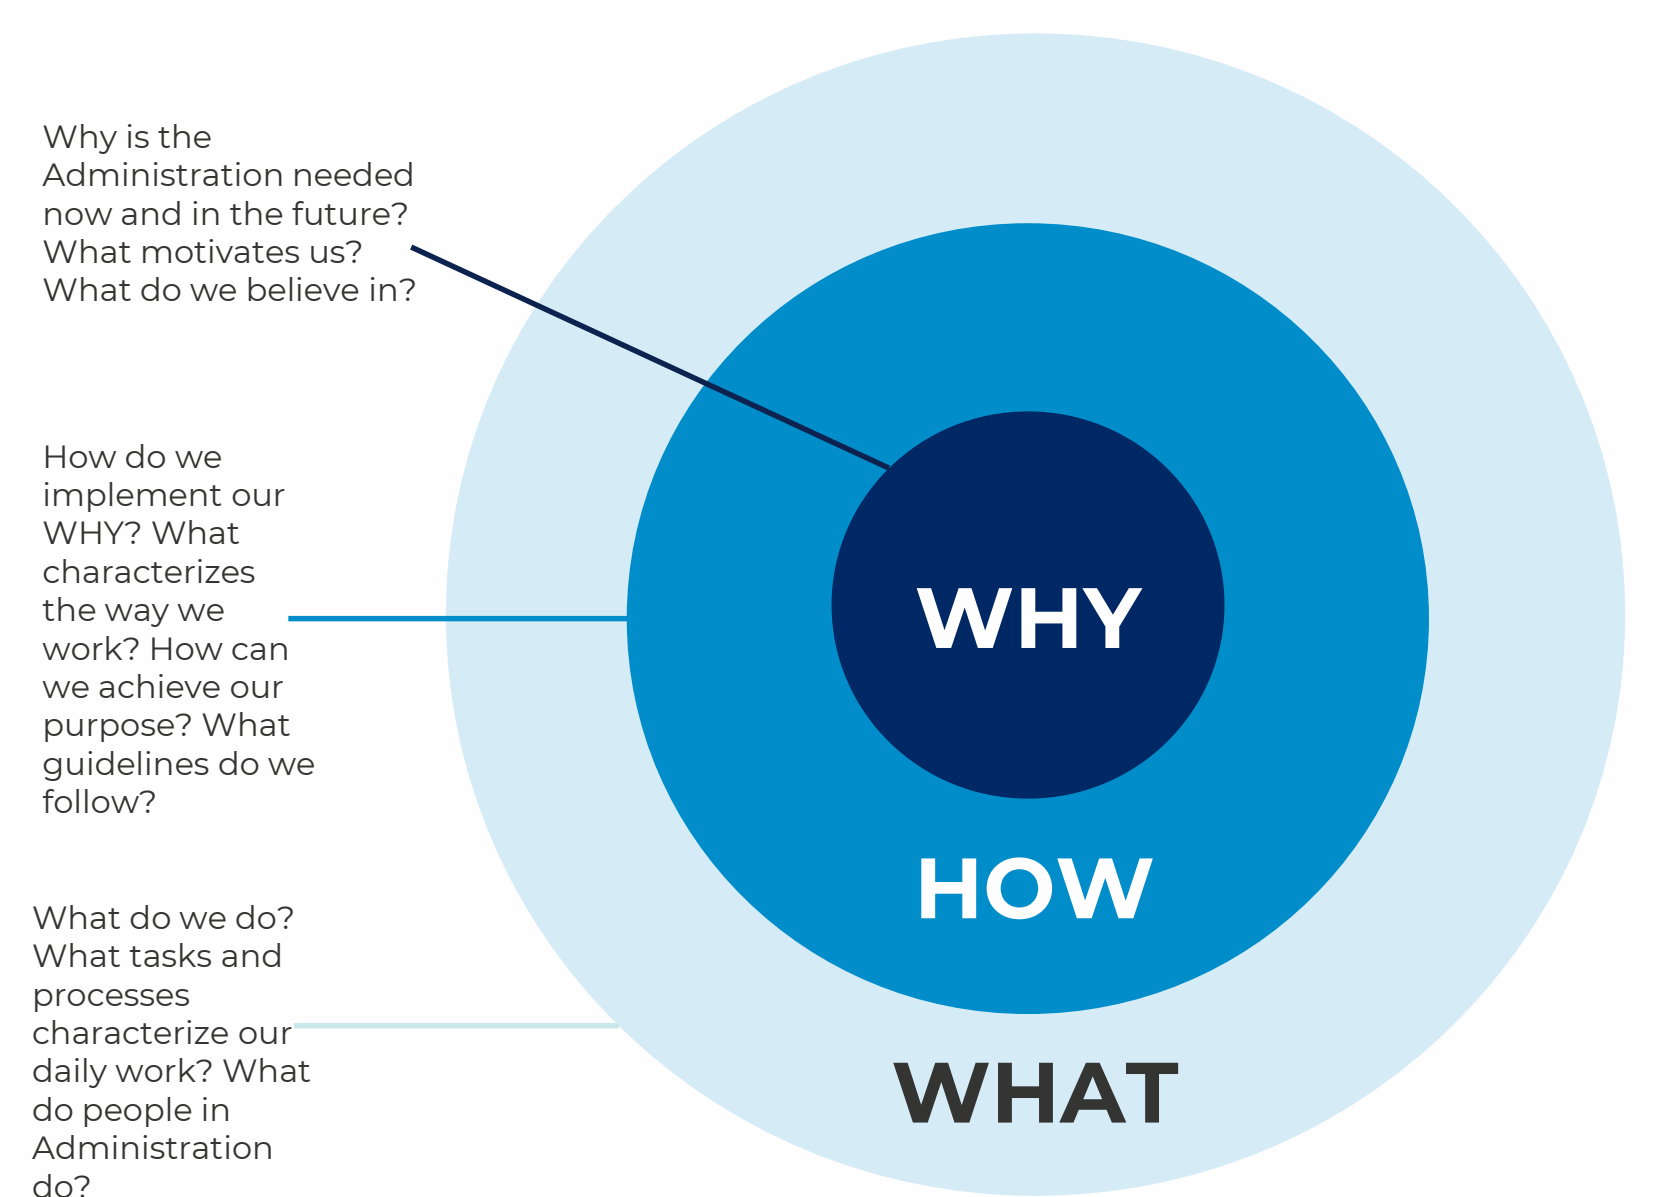 Why is the
Administration needed
now and in the future?
What motivates us?
What do we believe in?
How do we
implement our
WHY? What
characterizes
the way we
work? How can
we achieve our
purpose? What
guidelines do we
follow?
What do we do?
What tasks and
processes
characterize our
daily work? What
do people in
Administration
do?
WHY
HOW
WHAT